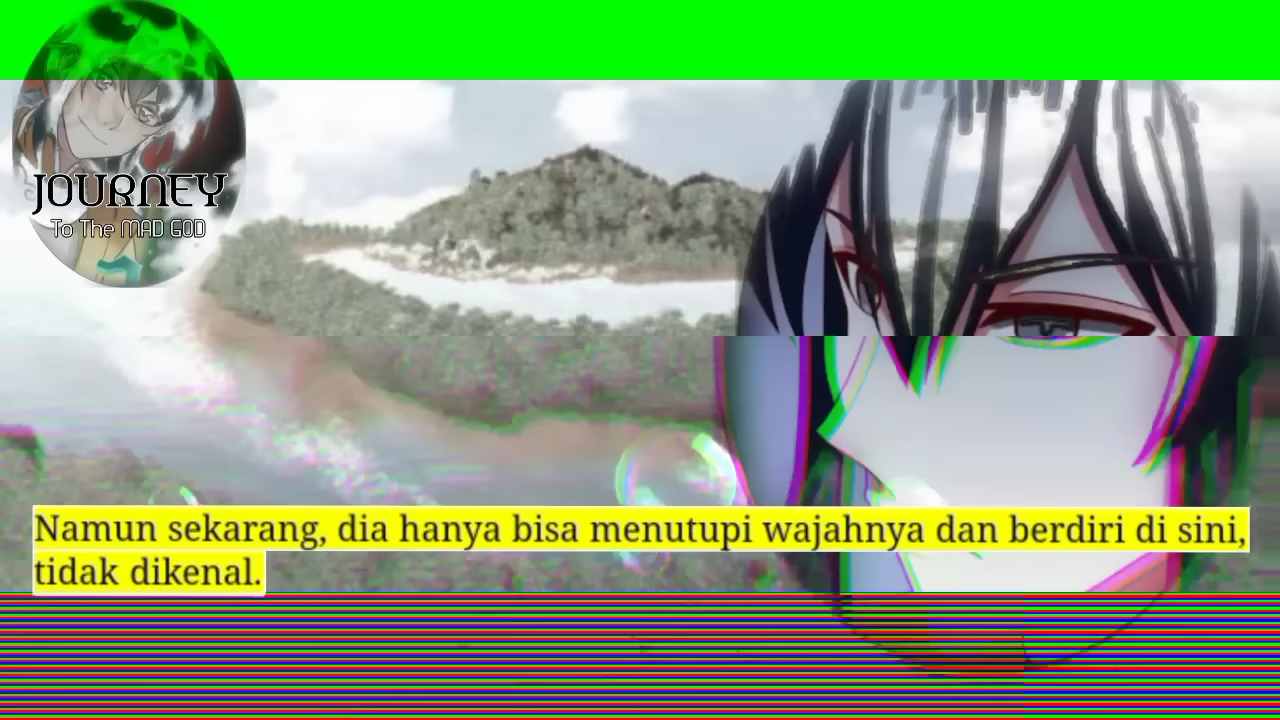 JOURNEY
To The MAD GOD
Namun sekarang, dia hanya bisa menutupi wajahnya dan berdiri di sini,
tidak dikenal.